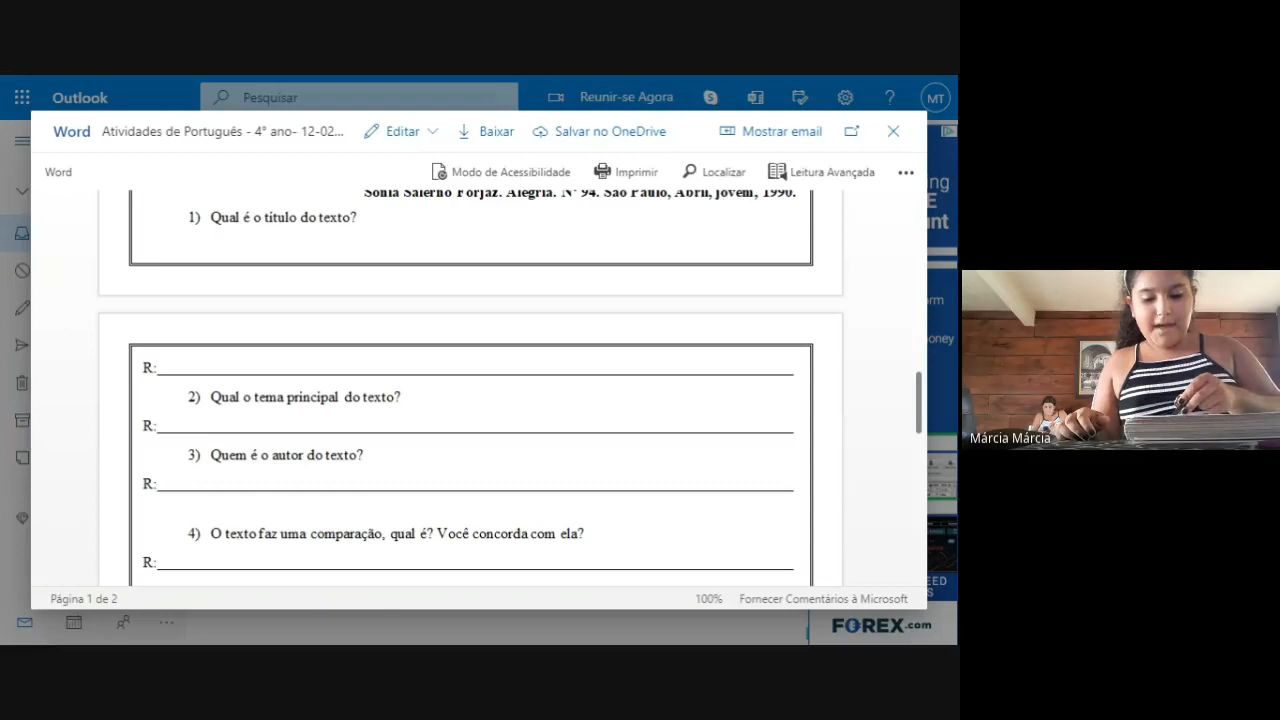 Outlook
Pesquisar
Reunir-se Agora
MT
Word
Atividades de Português - 4° ano- 12-02...
Editar
Baixar
Salvar no OneDrive
Mostrar email
Word
Modo de Acessibilidade
Imprimir
Localizar
Leitura Avançada
Sônia Salerno Forjaz. Alegria. Nº 94. São Paulo, Abril, jovem, 1990.
1) Qual é o título do texto?
R:
2) Qual o tema principal do texto?
R:
3) Quem é o autor do texto?
R:
4) O texto faz uma comparação, qual é? Você concorda com ela?
R:
Página 1 de 2
100%
Fornecer Comentários à Microsoft
FOREX.com
Márcia Márcia